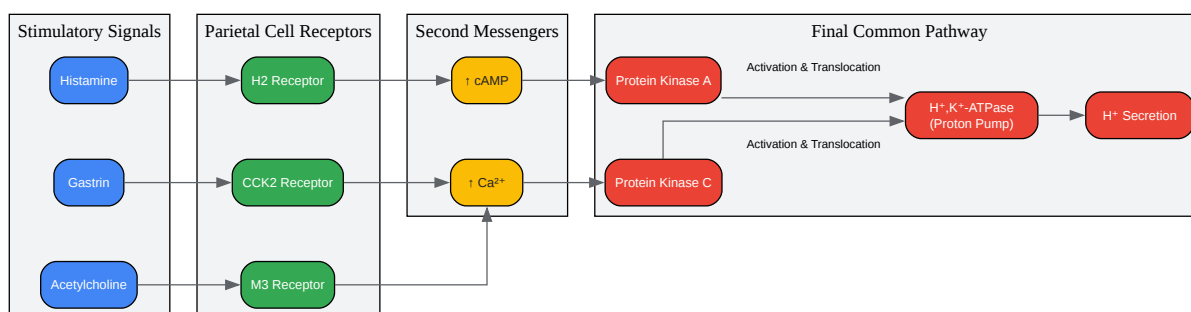 Stimulatory Signals
Parietal Cell Receptors
Second Messengers
Final Common Pathway
Histamine
H2 Receptor
↑ cAMP
Protein Kinase A
Activation & Translocation
H⁺,K⁺-ATPase
(Proton Pump)
H⁺ Secretion
Activation & Translocation
Gastrin
CCK2 Receptor
↑ Ca²⁺
Protein Kinase C
Acetylcholine
M3 Receptor